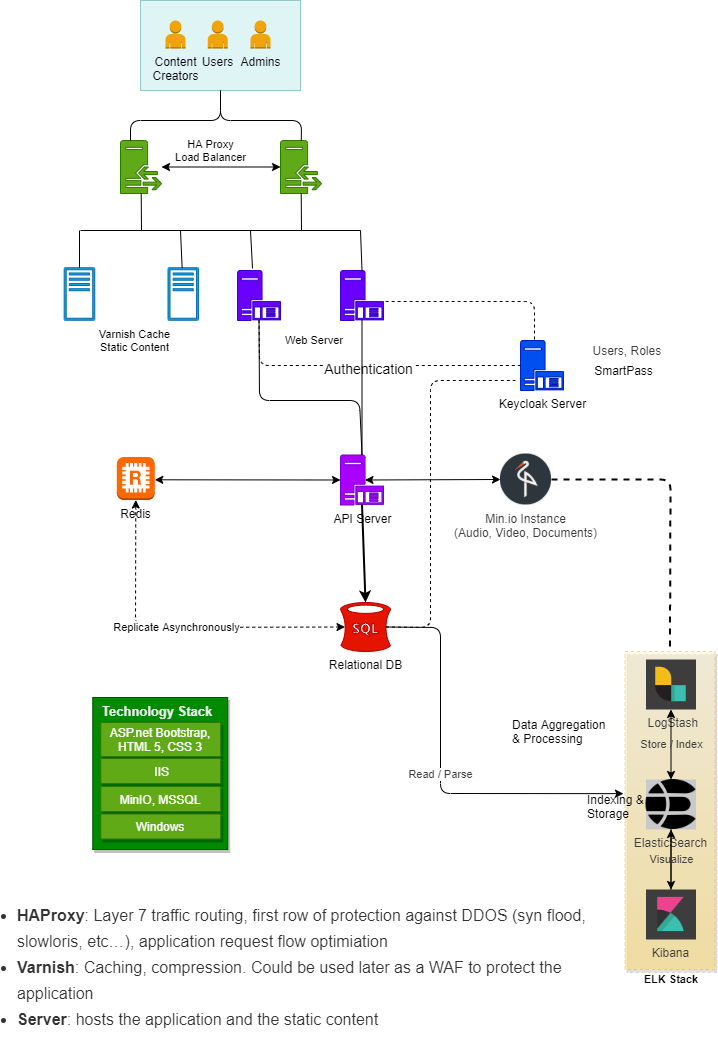 Content
Creators
Users
Admins
HA Proxy
Load Balancer
Varnish Cache
Static Content
Web Server
Authentication
Users, Roles
SmartPass
Keycloak Server
R
Redis
API Server
Min.io Instance
(Audio, Video, Documents)
Replicate Asynchronously
SQL
Relational DB
LogStash
Store / Index
Data Aggregation
& Processing
Read / Parse
Indexing &
Storage
ElasticSearch
Visualize
Kibana
ELK Stack
Technology Stack
ASP.net Bootstrap,
HTML 5, CSS 3
IIS
MinIO, MSSQL
Windows
• HAProxy: Layer 7 traffic routing, first row of protection against DDOS (syn flood,
slowloris, etc…), application request flow optimiation
• Varnish: Caching, compression. Could be used later as a WAF to protect the
application
• Server: hosts the application and the static content